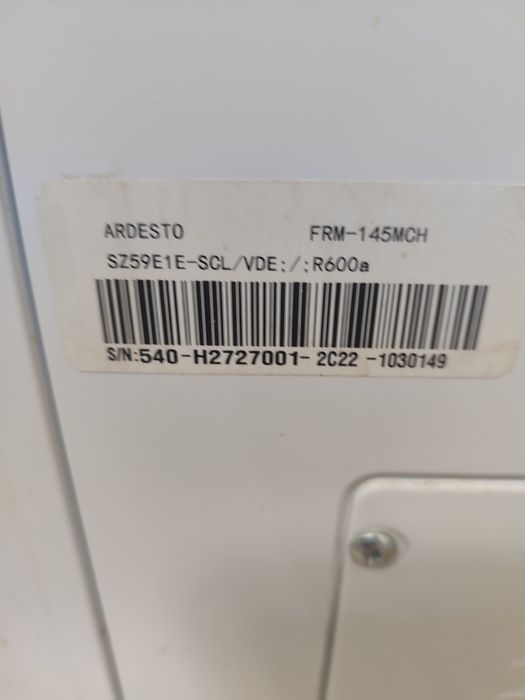 ARDESTO FRM-145MCH
SZ59E1E-SCL/VDE;/;R600a
S/N:540-H2727001-2C22-1030149